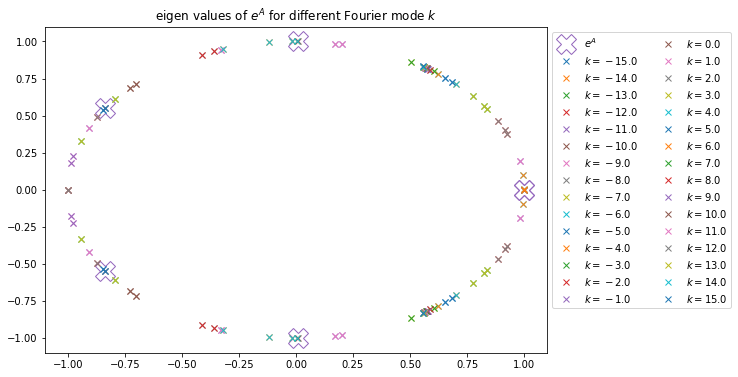 eigen values of e^A for different Fourier mode k
1.00
0.75
0.50
0.25
0.00
−0.25
−0.50
−0.75
−1.00
−1.00 −0.75 −0.50 −0.25 0.00 0.25 0.50 0.75 1.00
e^A
k = −15.0
k = −14.0
k = −13.0
k = −12.0
k = −11.0
k = −10.0
k = −9.0
k = −8.0
k = −7.0
k = −6.0
k = −5.0
k = −4.0
k = −3.0
k = −2.0
k = −1.0
k = 0.0
k = 1.0
k = 2.0
k = 3.0
k = 4.0
k = 5.0
k = 6.0
k = 7.0
k = 8.0
k = 9.0
k = 10.0
k = 11.0
k = 12.0
k = 13.0
k = 14.0
k = 15.0